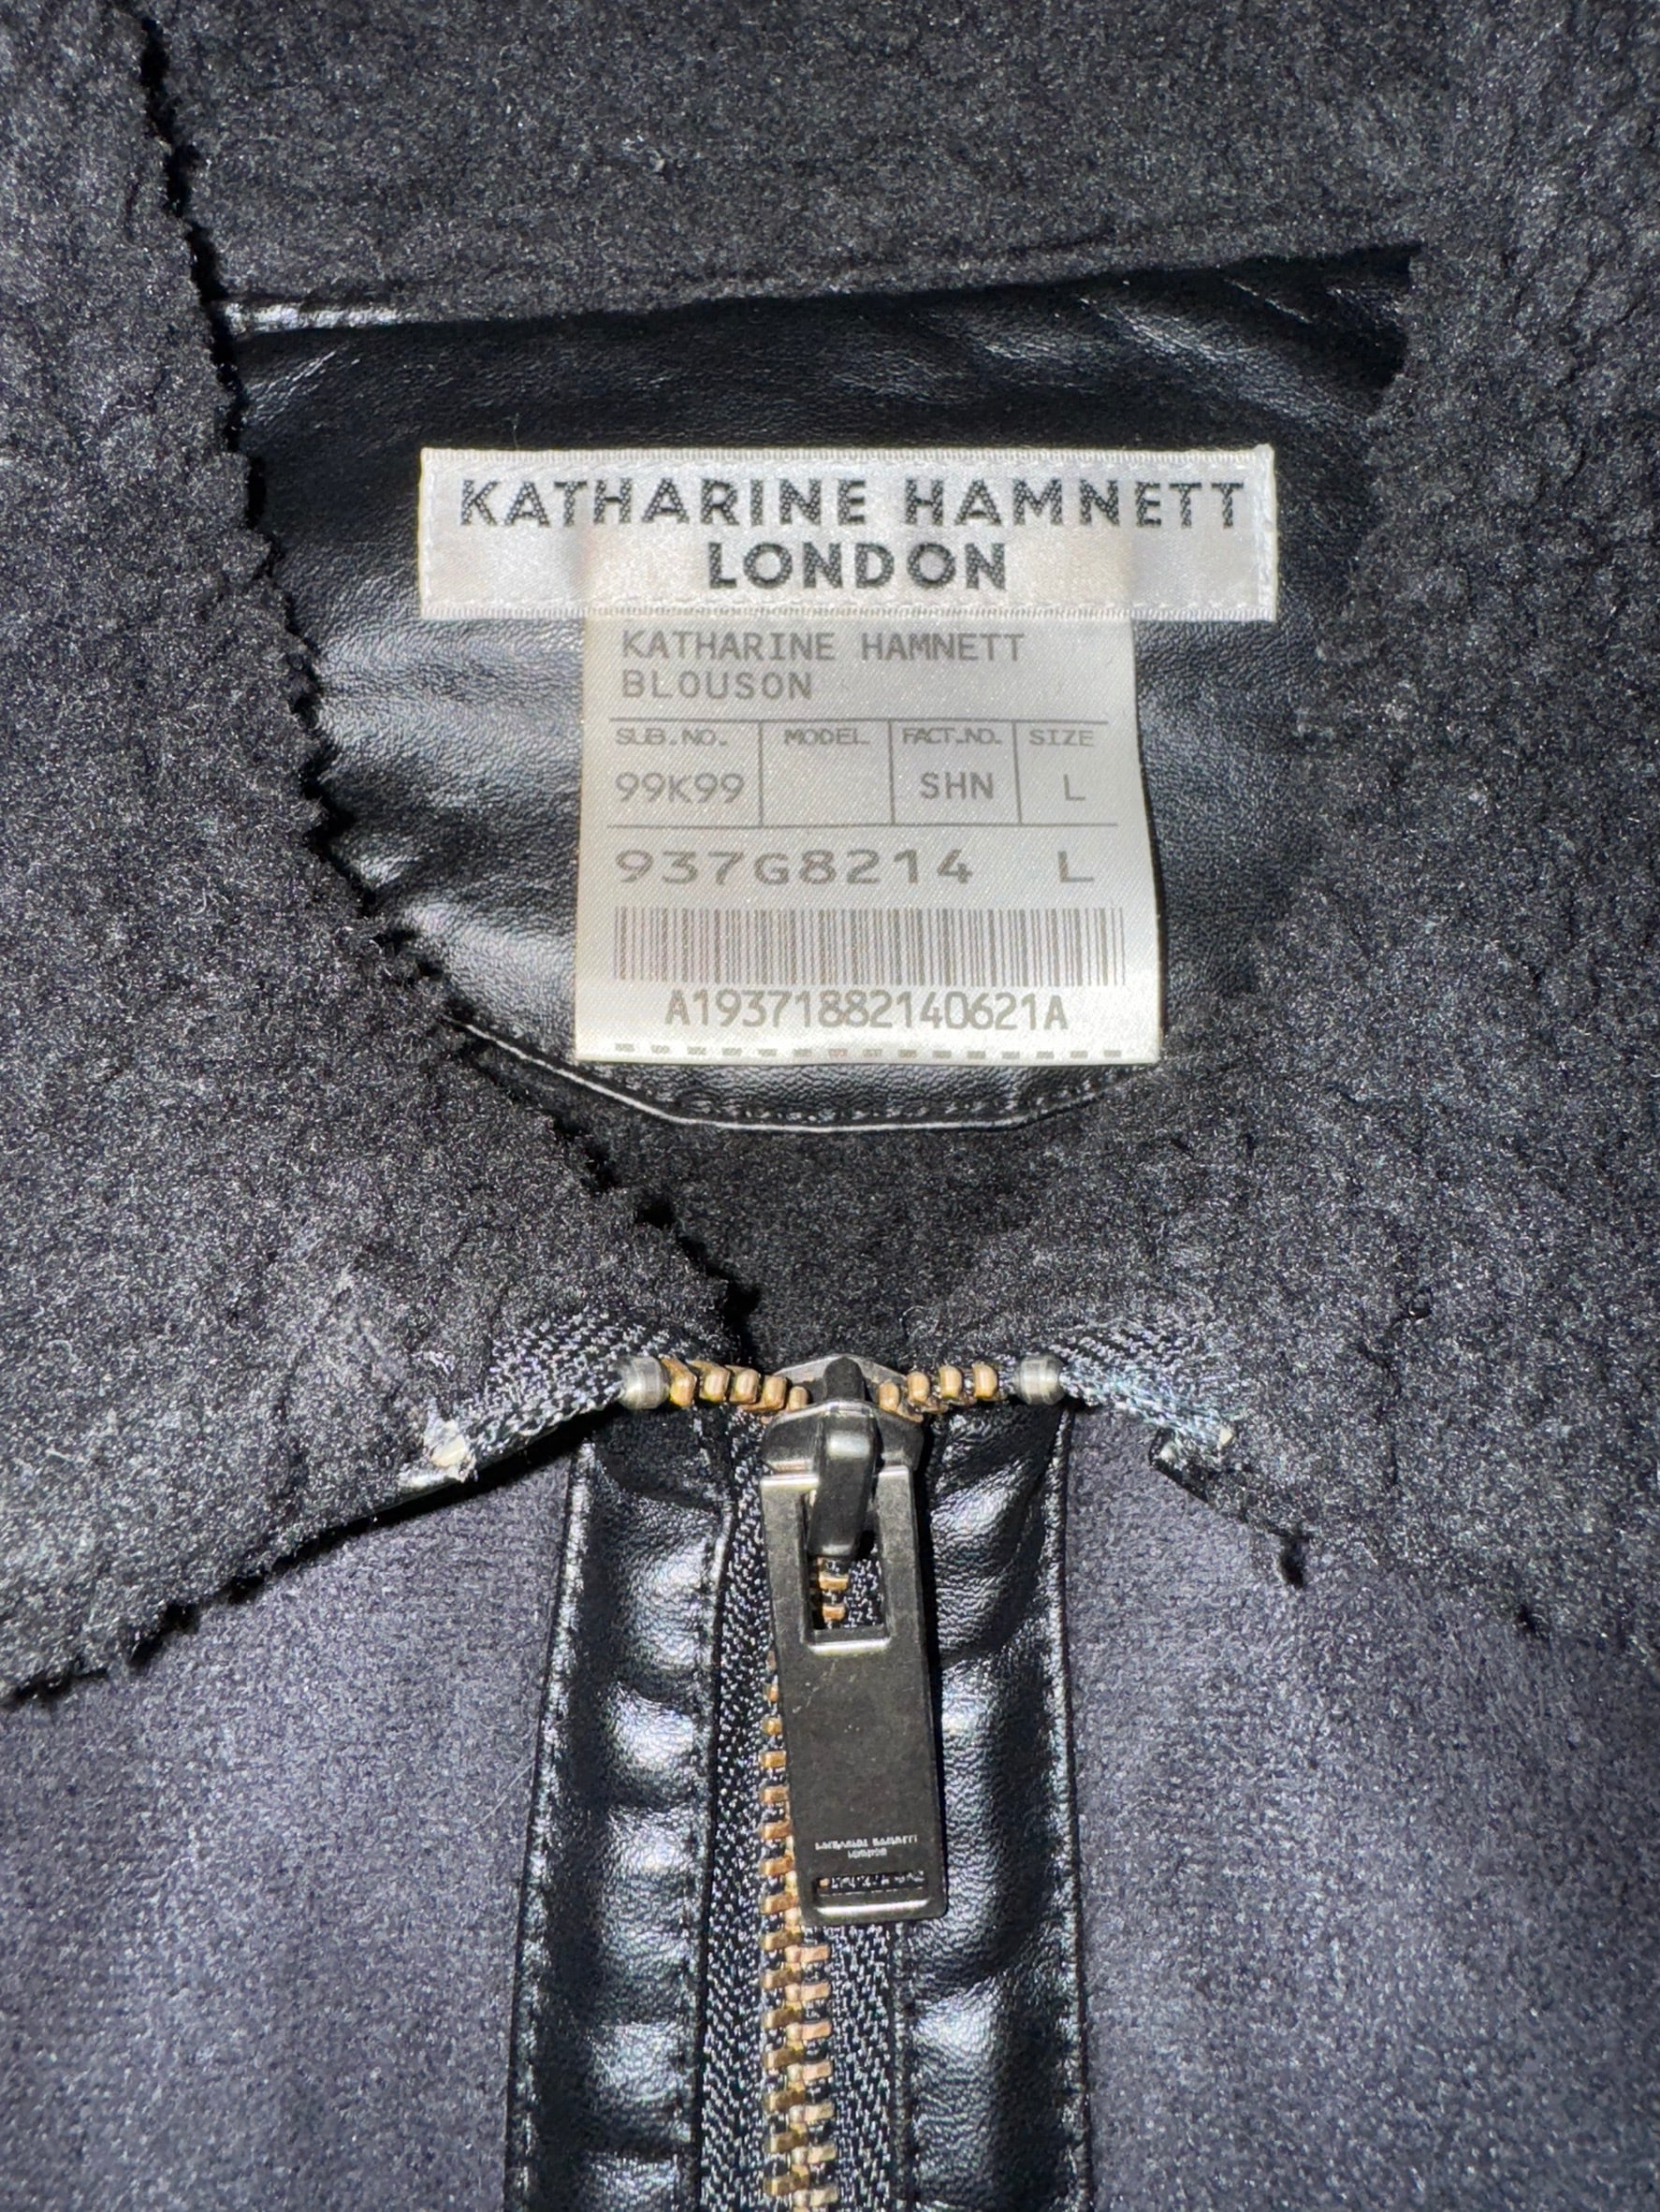 KATHARINE HAMNETT
LONDON
KATHARINE HAMNETT
BLOUSON
SUB.NO. MODEL FACT.NO. SIZE
99K99 SHN L
937G8214 L
A19371882140621A